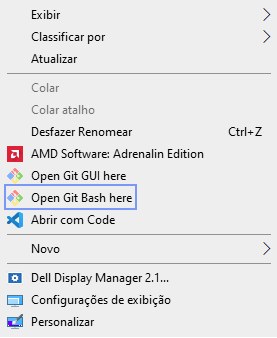 Exibir
Classificar por
Atualizar
Colar
Colar atalho
Desfazer Renomear Ctrl+Z
AMD Software: Adrenalin Edition
Open Git GUI here
Open Git Bash here
Abrir com Code
Novo
Dell Display Manager 2.1...
Configurações de exibição
Personalizar